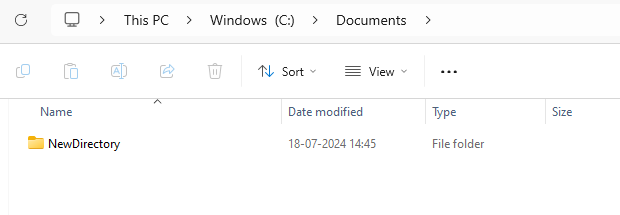 This PC > Windows (C:) > Documents >
Sort View ...
Name Date modified Type Size
NewDirectory 18-07-2024 14:45 File folder